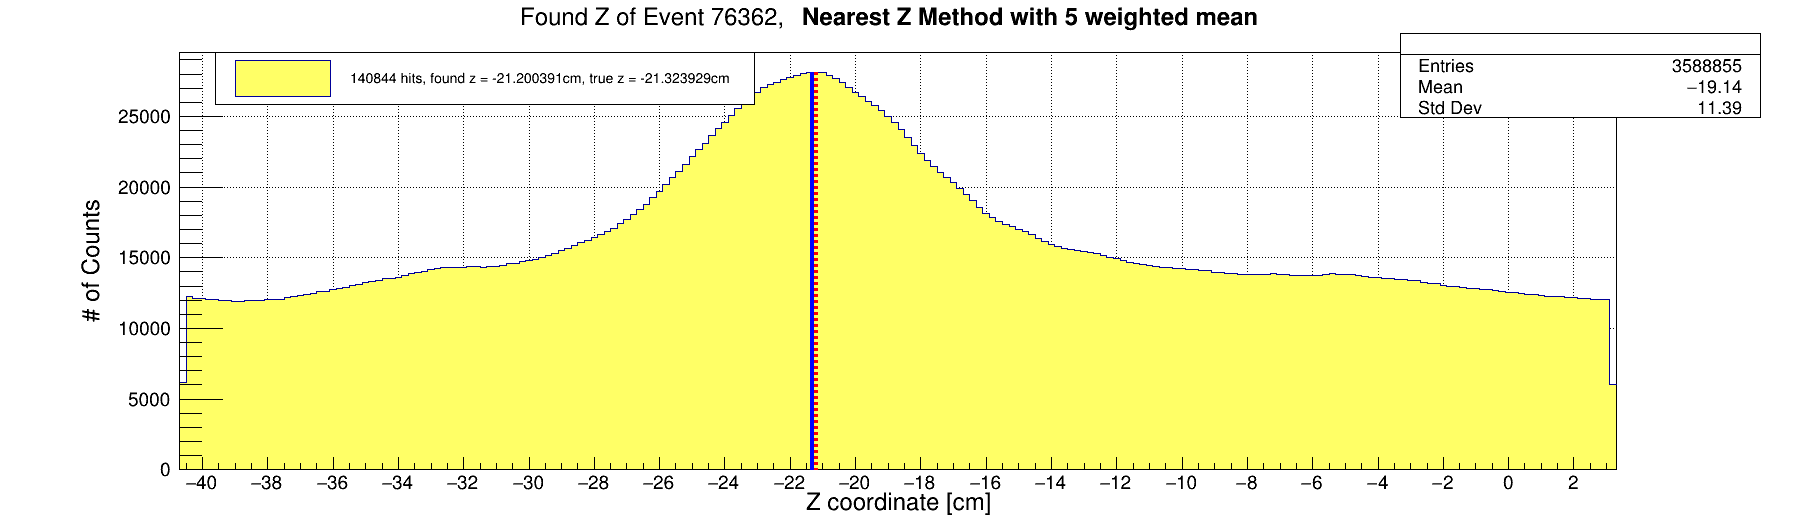 Found Z of Event 76362, Nearest Z Method with 5 weighted mean
140844 hits, found z = -21.200391cm, true z = -21.323929cm
Entries 3588855
Mean −19.14
Std Dev 11.39
# of Counts
25000
20000
15000
10000
5000
0
−40 −38 −36 −34 −32 −30 −28 −26 −24 −22 −20 −18 −16 −14 −12 −10 −8 −6 −4 −2 0 2
Z coordinate [cm]